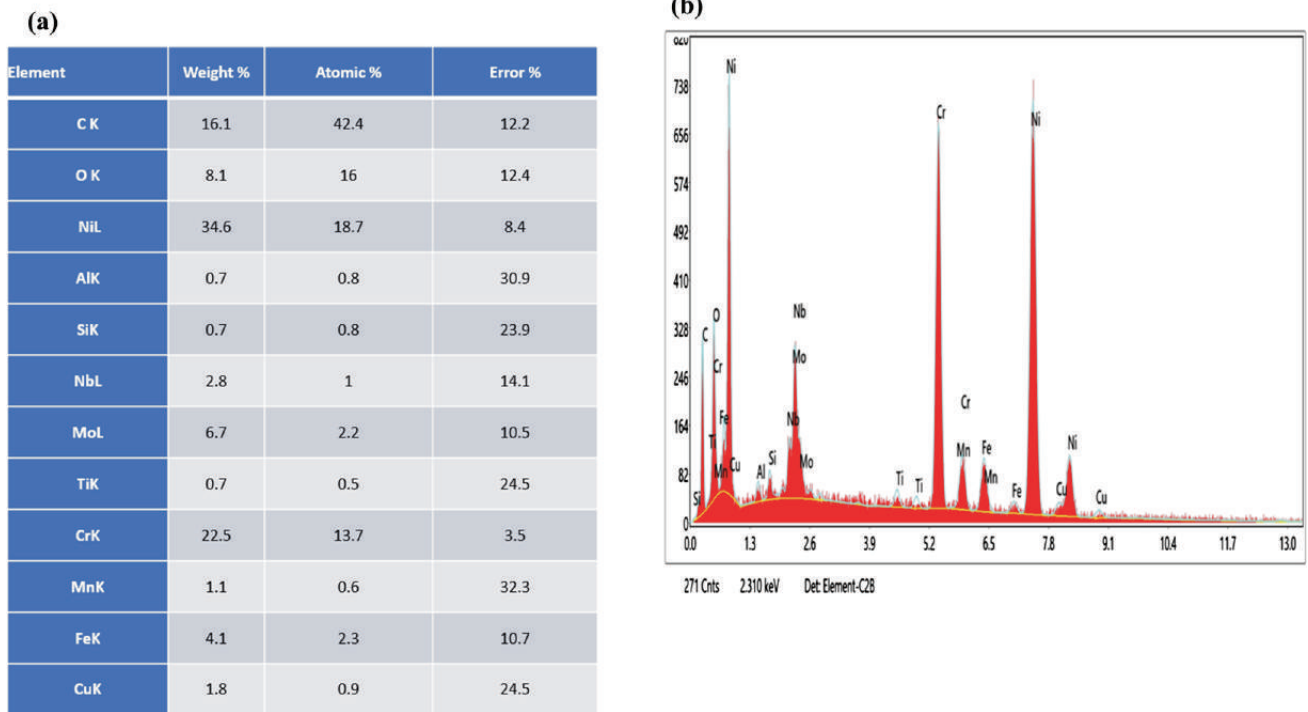 (a)
Element Weight % Atomic % Error %
C K 16.1 42.4 12.2
O K 8.1 16 12.4
NiL 34.6 18.7 8.4
AlK 0.7 0.8 30.9
SiK 0.7 0.8 23.9
NbL 2.8 1 14.1
MoL 6.7 2.2 10.5
TiK 0.7 0.5 24.5
CrK 22.5 13.7 3.5
MnK 1.1 0.6 32.3
FeK 4.1 2.3 10.7
CuK 1.8 0.9 24.5
(b)
820
738
656
574
492
410
328
246
164
82
0
Ni
Cr
Ni
Nb
O
C
Mo
Cr
Cr
Fe
Nb
Ti
Mn
Fe
Ni
Mn
Cu
Al
Si
Mo
Si
Ti
Ti
Mn
Fe
Cu
Cu
0.0 1.3 2.6 3.9 5.2 6.5 7.8 9.1 10.4 11.7 13.0
271 Cnts 2.310 keV Det: Element-C2B